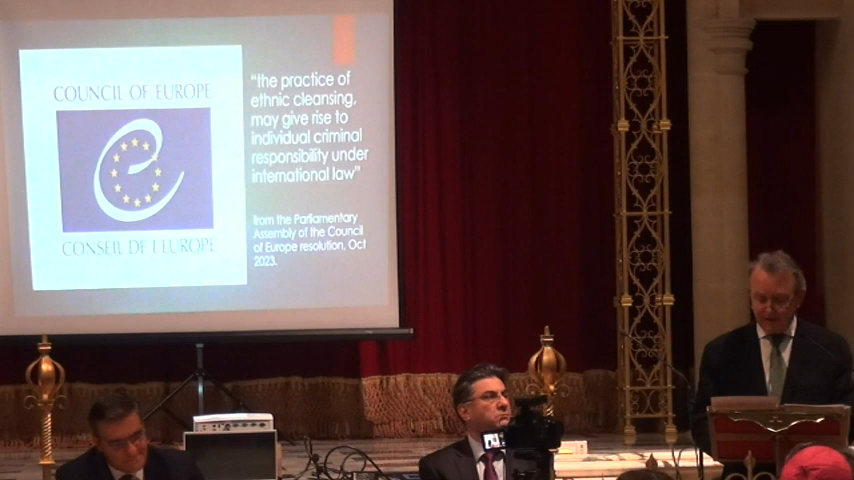 COUNCIL OF EUROPE
CONSEIL DE L'EUROPE
"the practice of
ethnic cleansing,
may give rise to
individual criminal
responsibility under
international law"
from the Parliamentary
Assembly of the Council
of Europe resolution, Oct
2023.